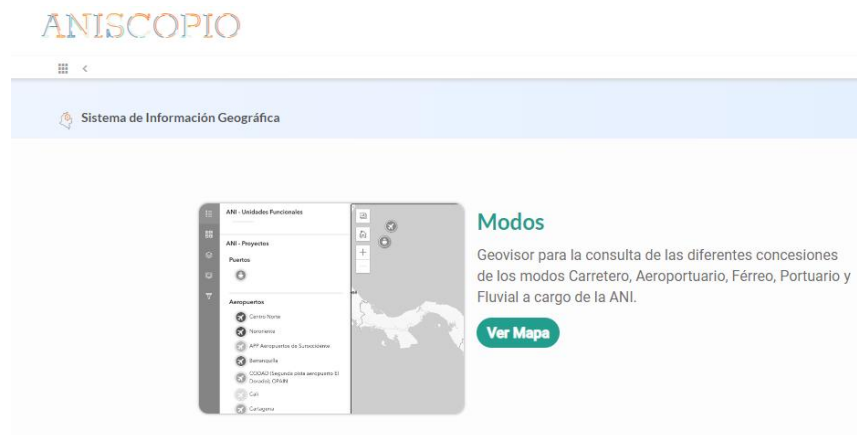 ANISCOPIO
Sistema de Información Geográfica
ANI - Unidades Funcionales
ANI - Proyectos
Puertos
Aeropuertos
Centro Norte
Nororiente
APP Aeropuertos de Suroccidente
Barranquilla
CODAD (Segunda pista aeropuerto El
Dorado), OPAIN
Cali
Cartagena
Modos
Geovisor para la consulta de las diferentes concesiones
de los modos Carretero, Aeroportuario, Férreo, Portuario y
Fluvial a cargo de la ANI.
Ver Mapa